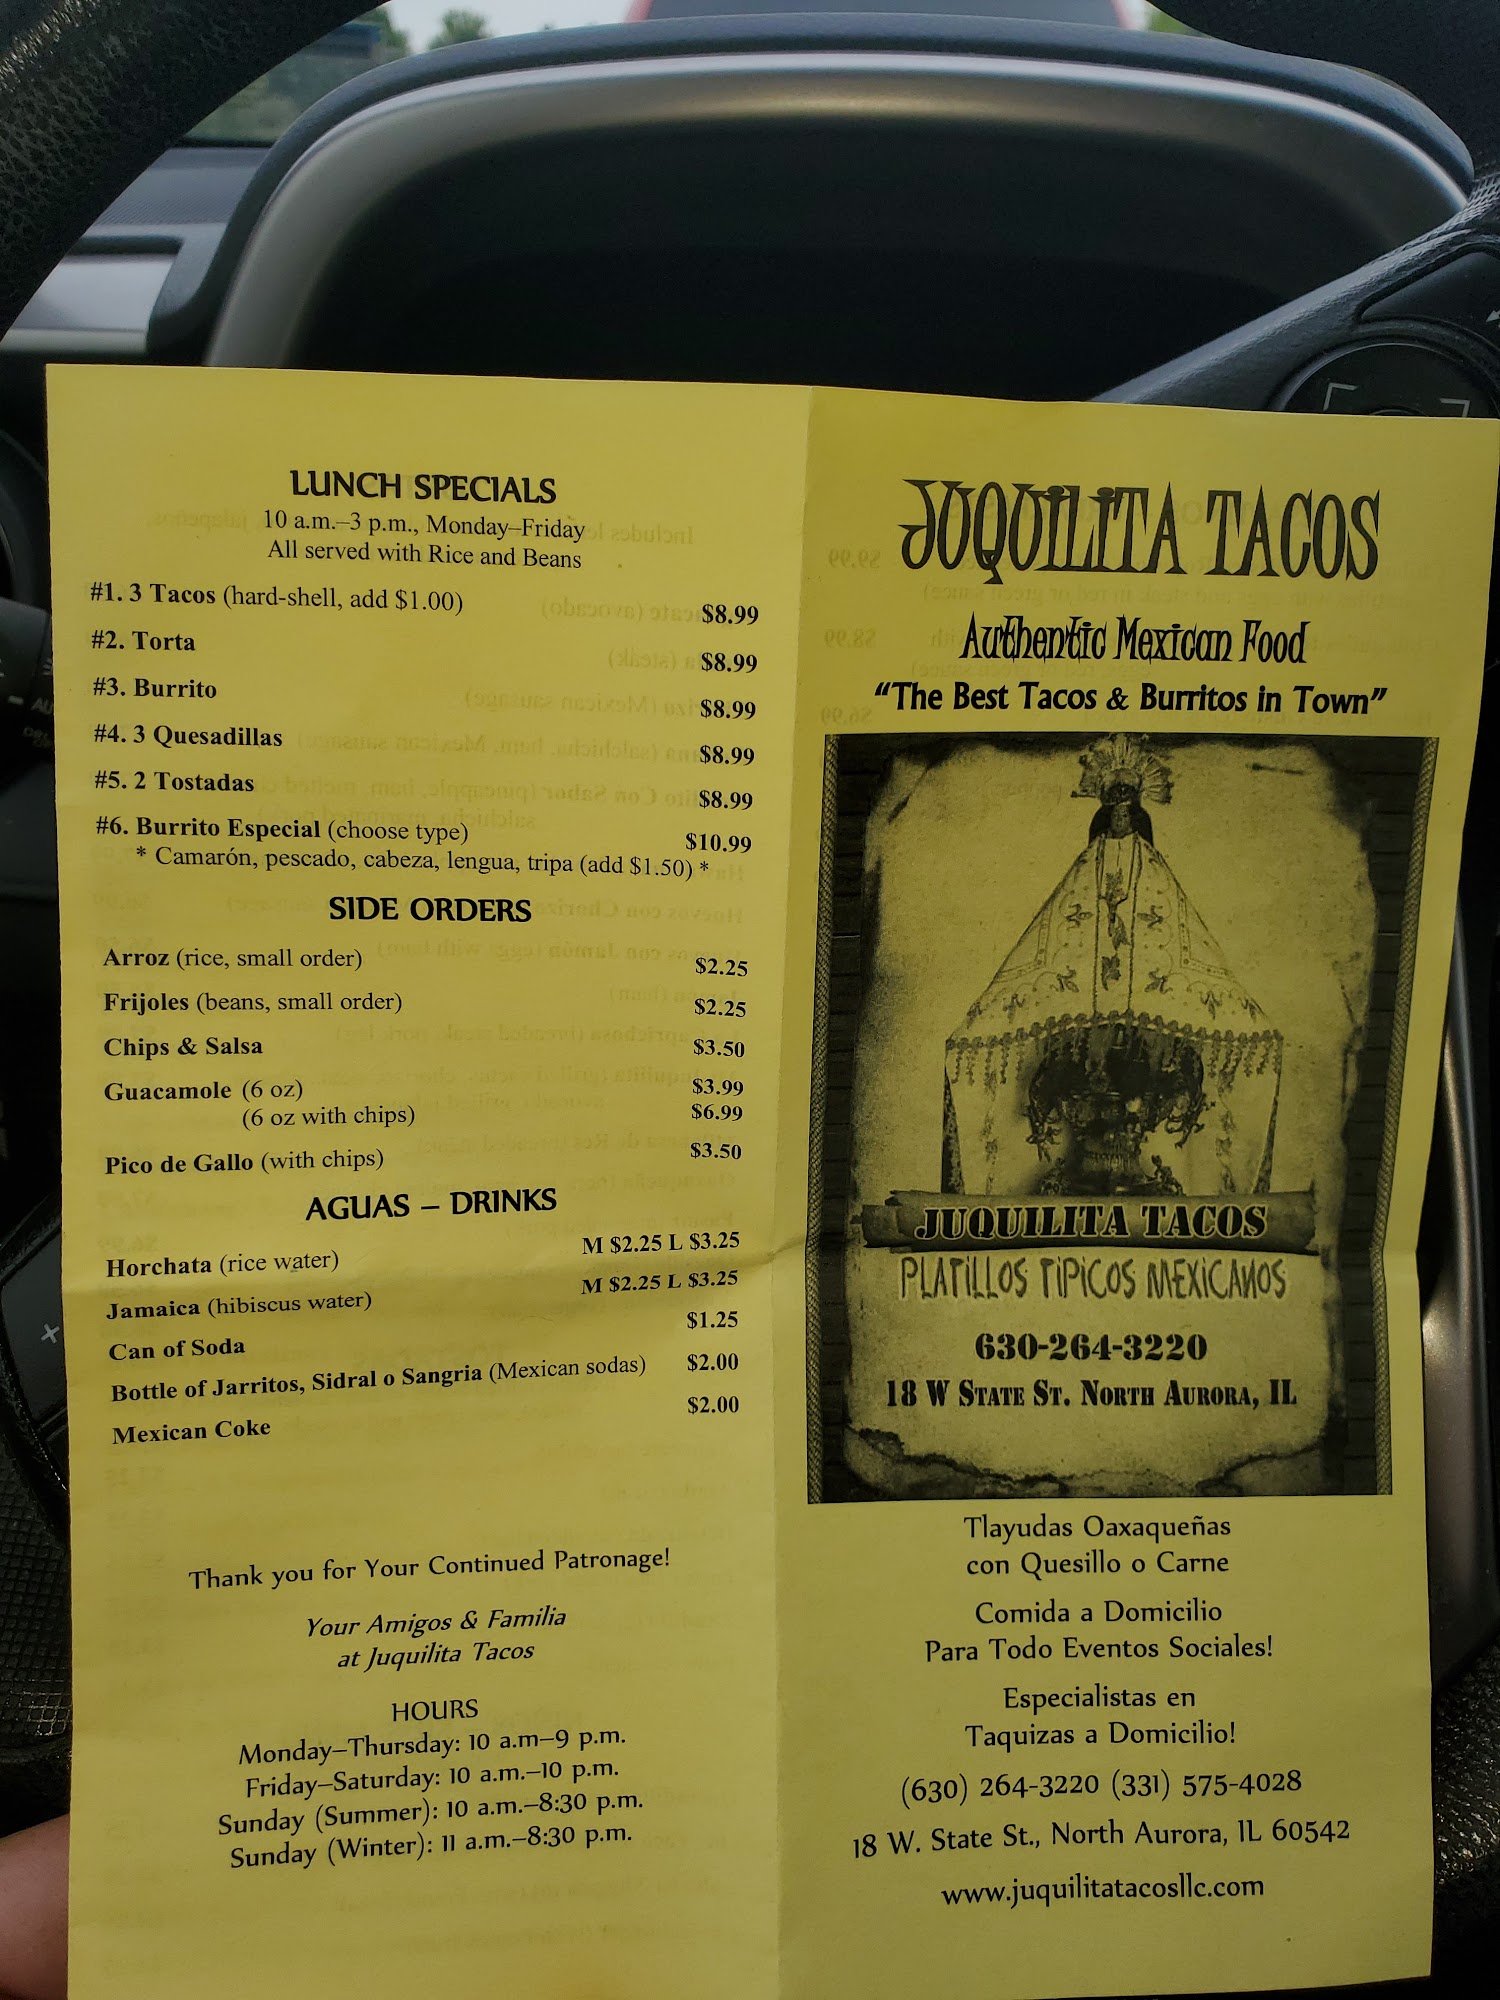 LUNCH SPECIALS
10 a.m.–3 p.m., Monday–Friday
All served with Rice and Beans
#1. 3 Tacos (hard-shell, add $1.00) $8.99
#2. Torta $8.99
#3. Burrito $8.99
#4. 3 Quesadillas $8.99
#5. 2 Tostadas $8.99
#6. Burrito Especial (choose type) $10.99
* Camarón, pescado, cabeza, lengua, tripa (add $1.50) *
SIDE ORDERS
Arroz (rice, small order) $2.25
Frijoles (beans, small order) $2.25
Chips & Salsa $3.50
Guacamole (6 oz) $3.99
(6 oz with chips) $6.99
Pico de Gallo (with chips) $3.50
AGUAS – DRINKS
Horchata (rice water) M $2.25 L $3.25
Jamaica (hibiscus water) M $2.25 L $3.25
Can of Soda $1.25
Bottle of Jarritos, Sidral o Sangria (Mexican sodas) $2.00
Mexican Coke $2.00
Thank you for Your Continued Patronage!
Your Amigos & Familia
at Juquilita Tacos
HOURS
Monday–Thursday: 10 a.m–9 p.m.
Friday–Saturday: 10 a.m.–10 p.m.
Sunday (Summer): 10 a.m.–8:30 p.m.
Sunday (Winter): 11 a.m.–8:30 p.m.
JUQUILITA TACOS
Authentic Mexican Food
“The Best Tacos & Burritos in Town”
JUQUILITA TACOS
PLATILLOS TIPICOS MEXICANOS
630-264-3220
18 W State St. North Aurora, IL
Tlayudas Oaxaqueñas
con Quesillo o Carne
Comida a Domicilio
Para Todo Eventos Sociales!
Especialistas en
Taquizas a Domicilio!
(630) 264-3220 (331) 575-4028
18 W. State St., North Aurora, IL 60542
www.juquilitatacosllc.com